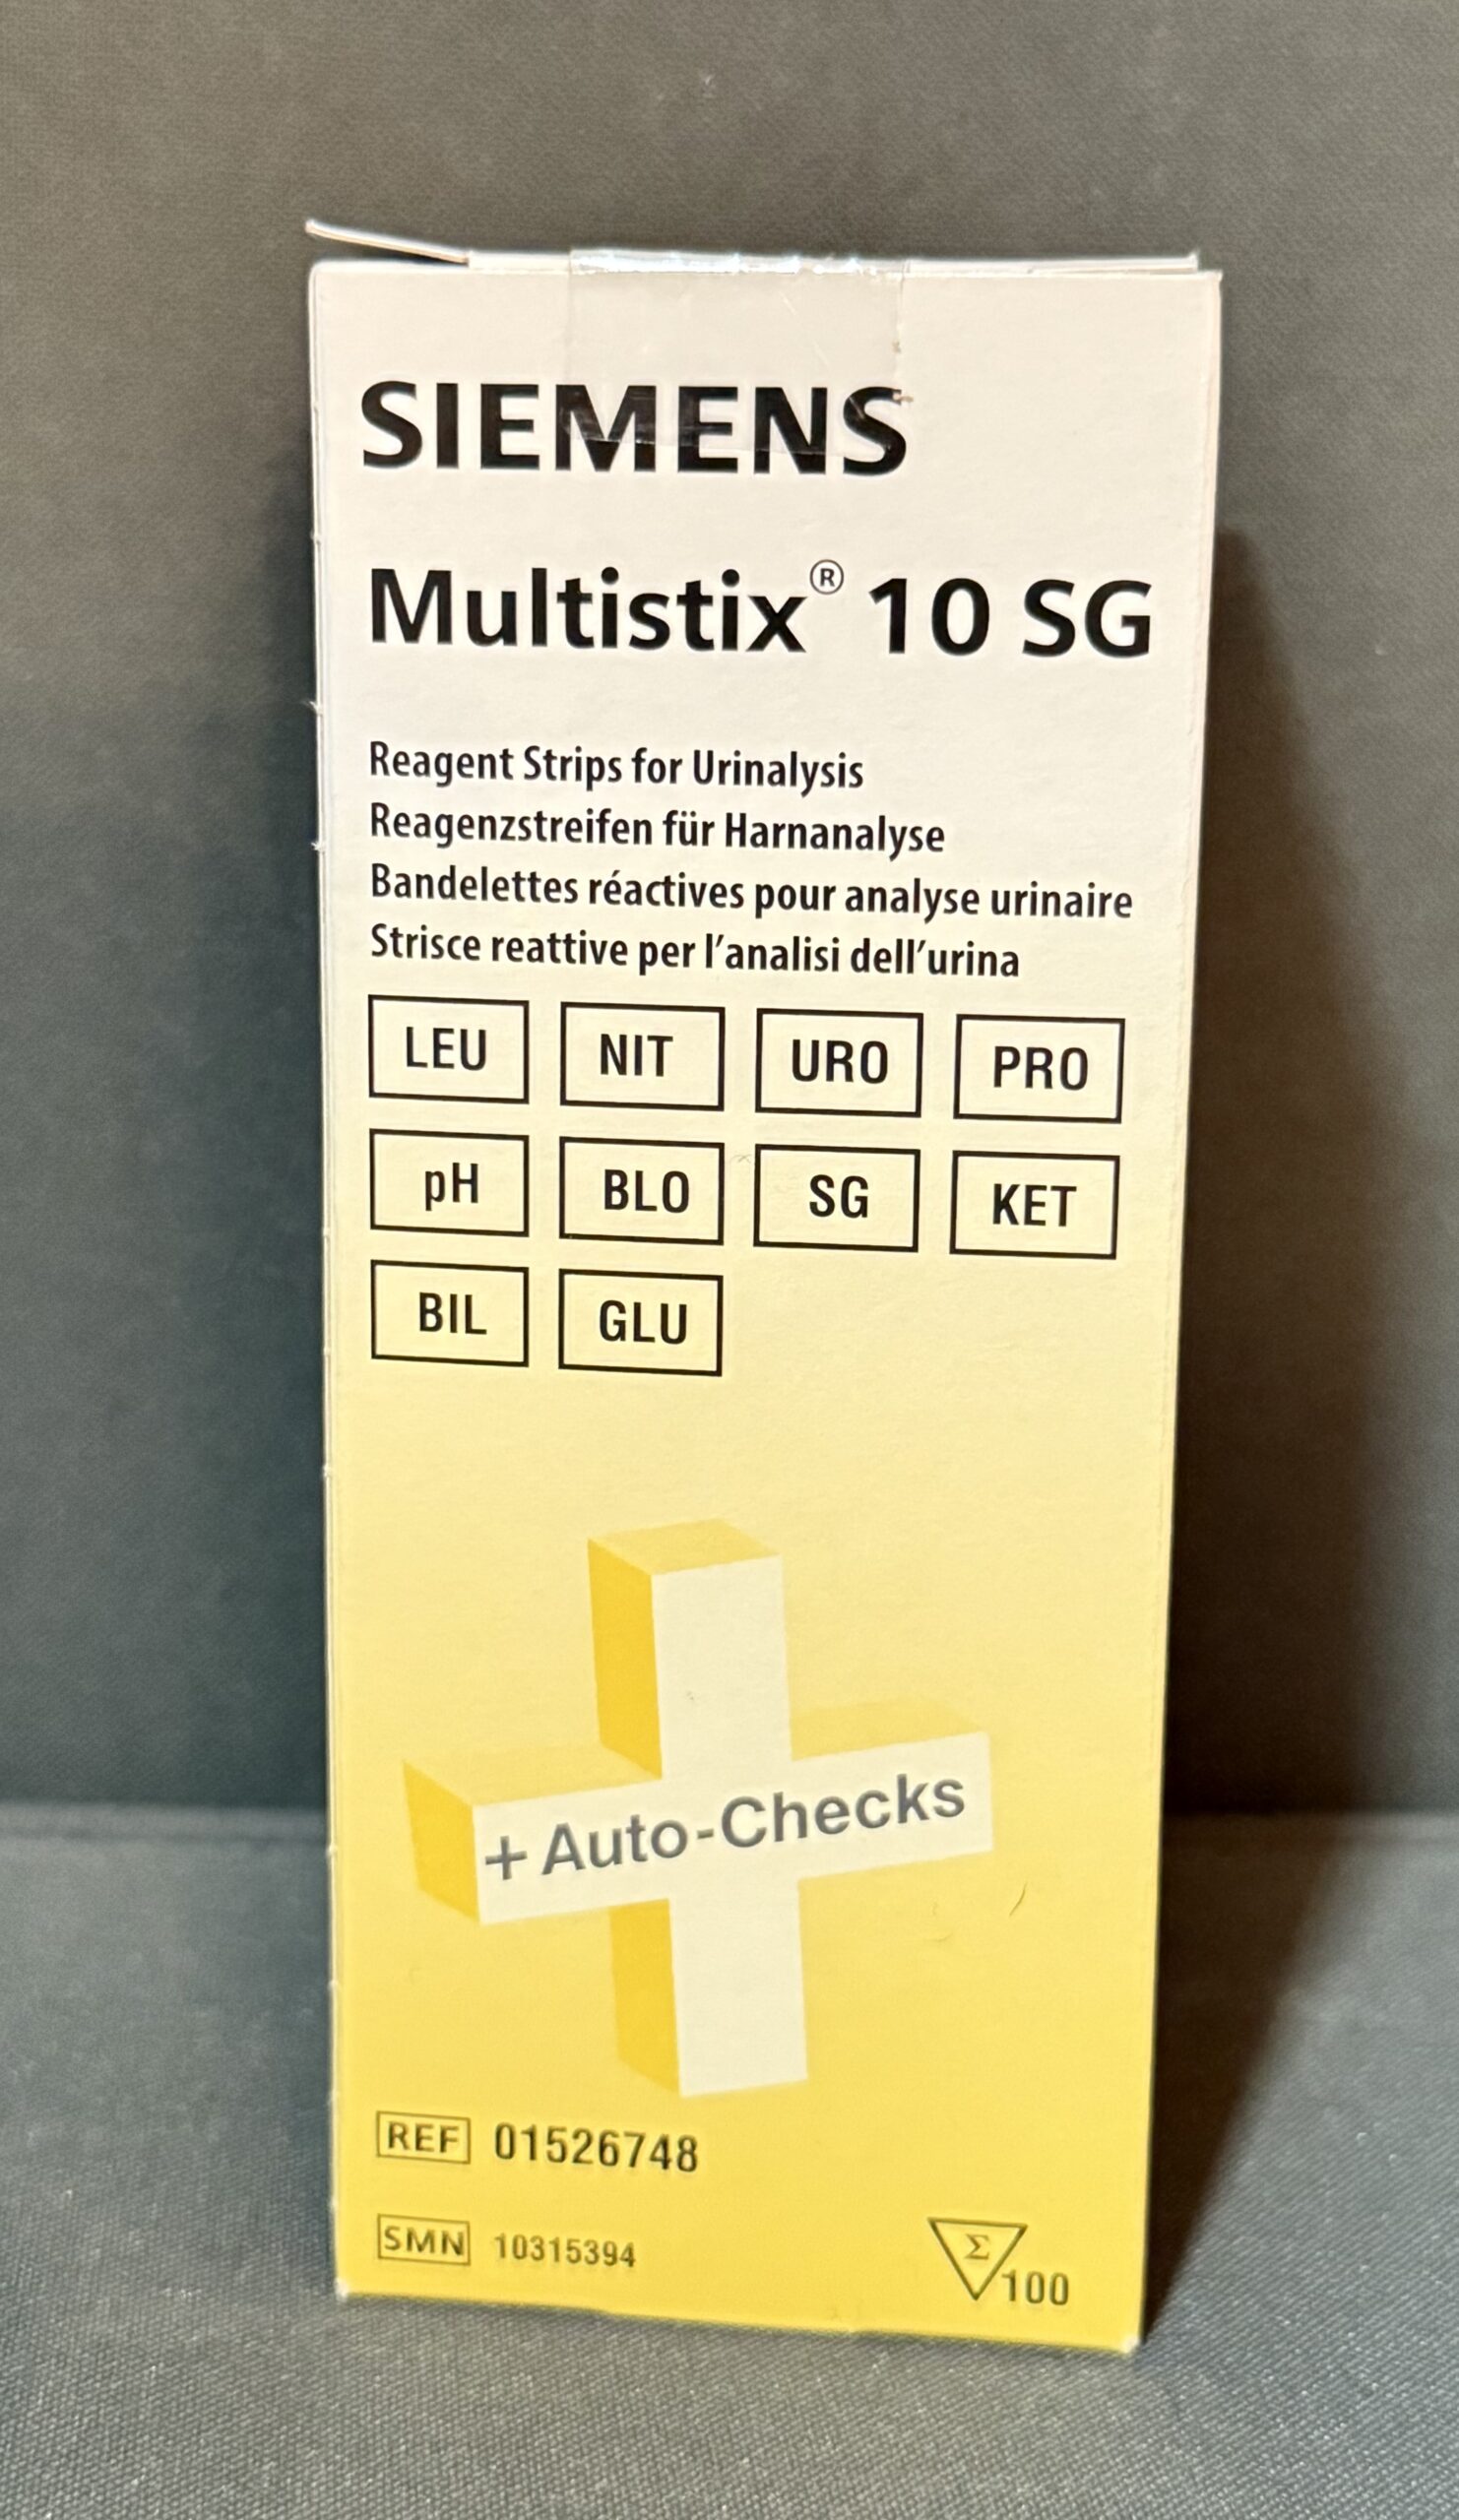 SIEMENS
Multistix® 10 SG
Reagent Strips for Urinalysis
Reagenzstreifen für Harnanalyse
Bandelettes réactives pour analyse urinaire
Strisce reattive per l'analisi dell'urina
LEU NIT URO PRO
pH BLO SG KET
BIL GLU
+ Auto-Checks
REF 01526748
SMN 10315394
Σ 100